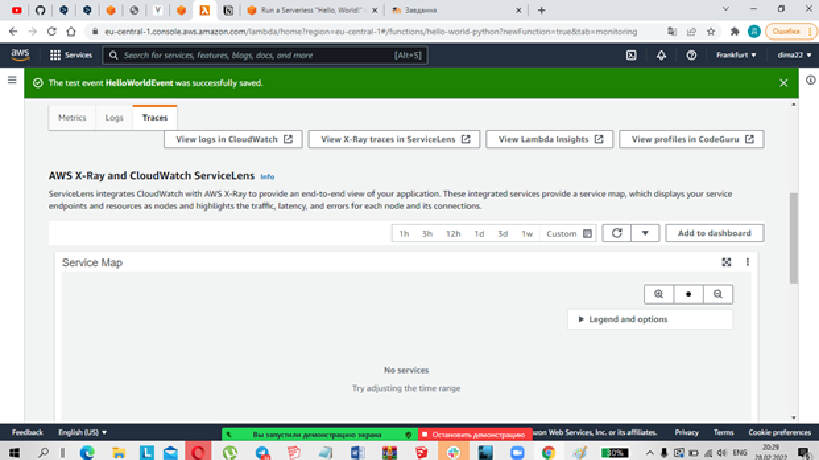 Run a Serverless "Hello, World!"
Завдання
eu-central-1.console.aws.amazon.com/lambda/home?region=eu-central-1#/functions/hello-world-python?newFunction=true&tab=monitoring
Ошибка
aws
Services
Search for services, features, blogs, docs, and more
[Alt+S]
Frankfurt
dima22
The test event HelloWorldEvent was successfully saved.
Metrics
Logs
Traces
View logs in CloudWatch
View X-Ray traces in ServiceLens
View Lambda Insights
View profiles in CodeGuru
AWS X-Ray and CloudWatch ServiceLens Info
ServiceLens integrates CloudWatch with AWS X-Ray to provide an end-to-end view of your application. These integrated services provide a service map, which displays your service
endpoints and resources as nodes and highlights the traffic, latency, and errors for each node and its connections.
1h 3h 12h 1d 3d 1w Custom
Add to dashboard
Service Map
Legend and options
No services
Try adjusting the time range
Feedback
English (US)
Web Services, Inc. or its affiliates.
Privacy
Terms
Cookie preferences
Вы запустили демонстрацию экрана
Остановить демонстрацию
30%
ENG
20:29
28.02.2022